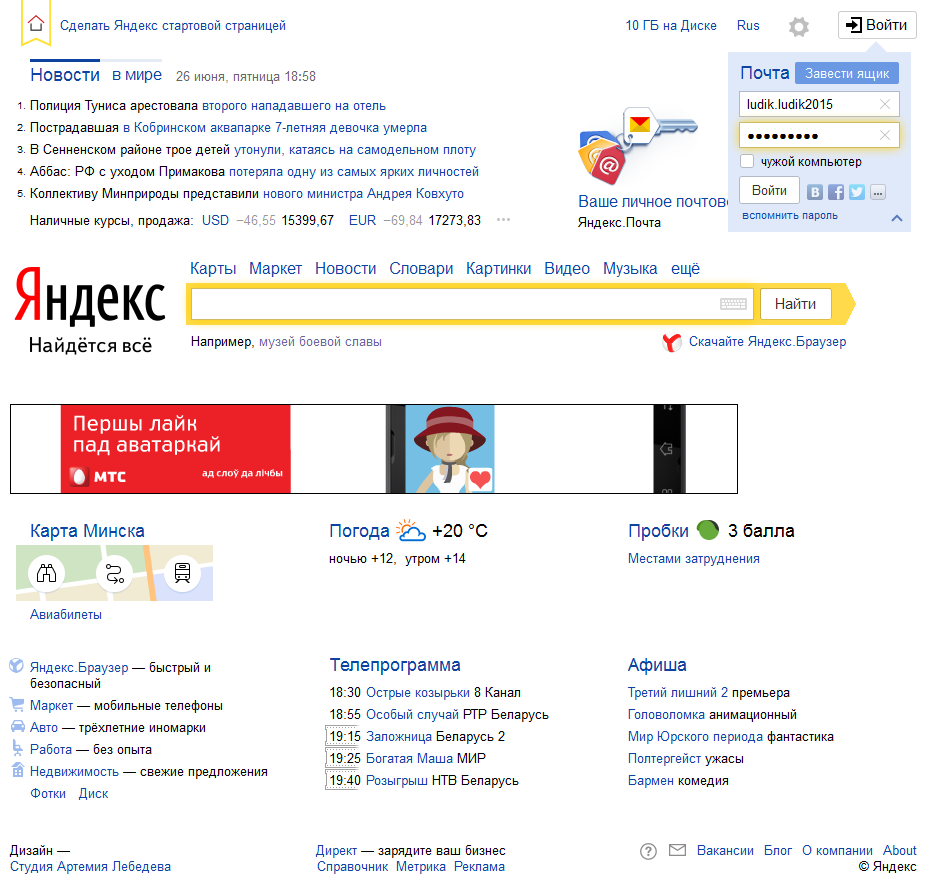 Сделать Яндекс стартовой страницей
10 ГБ на Диске
Rus
Войти
Новости
в мире
26 июня, пятница 18:58
1. Полиция Туниса арестовала второго нападавшего на отель
2. Пострадавшая в Кобринском аквапарке 7-летняя девочка умерла
3. В Сенненском районе трое детей утонули, катаясь на самодельном плоту
4. Аббас: РФ с уходом Примакова потеряла одну из самых ярких личностей
5. Коллективу Минприроды представили нового министра Андрея Ковхуто
Наличные курсы, продажа: USD −46,55 15399,67 EUR −69,84 17273,83
Ваше личное почтово
Яндекс.Почта
Почта
Завести ящик
ludik.ludik2015
чужой компьютер
Войти
вспомнить пароль
Яндекс
Найдётся всё
Карты Маркет Новости Словари Картинки Видео Музыка ещё
Найти
Например, музей боевой славы
Скачайте Яндекс.Браузер
Першы лайк
пад аватаркай
МТС
ад слоў да лічбы
Карта Минска
Авиабилеты
Погода +20 °C
ночью +12, утром +14
Пробки 3 балла
Местами затруднения
Яндекс.Браузер — быстрый и
безопасный
Маркет — мобильные телефоны
Авто — трёхлетние иномарки
Работа — без опыта
Недвижимость — свежие предложения
Фотки Диск
Телепрограмма
18:30 Острые козырьки 8 Канал
18:55 Особый случай РТР Беларусь
19:15 Заложница Беларусь 2
19:25 Богатая Маша МИР
19:40 Розыгрыш НТВ Беларусь
Афиша
Третий лишний 2 премьера
Головоломка анимационный
Мир Юрского периода фантастика
Полтергейст ужасы
Бармен комедия
Дизайн —
Студия Артемия Лебедева
Директ — зарядите ваш бизнес
Справочник Метрика Реклама
Вакансии Блог О компании About
© Яндекс